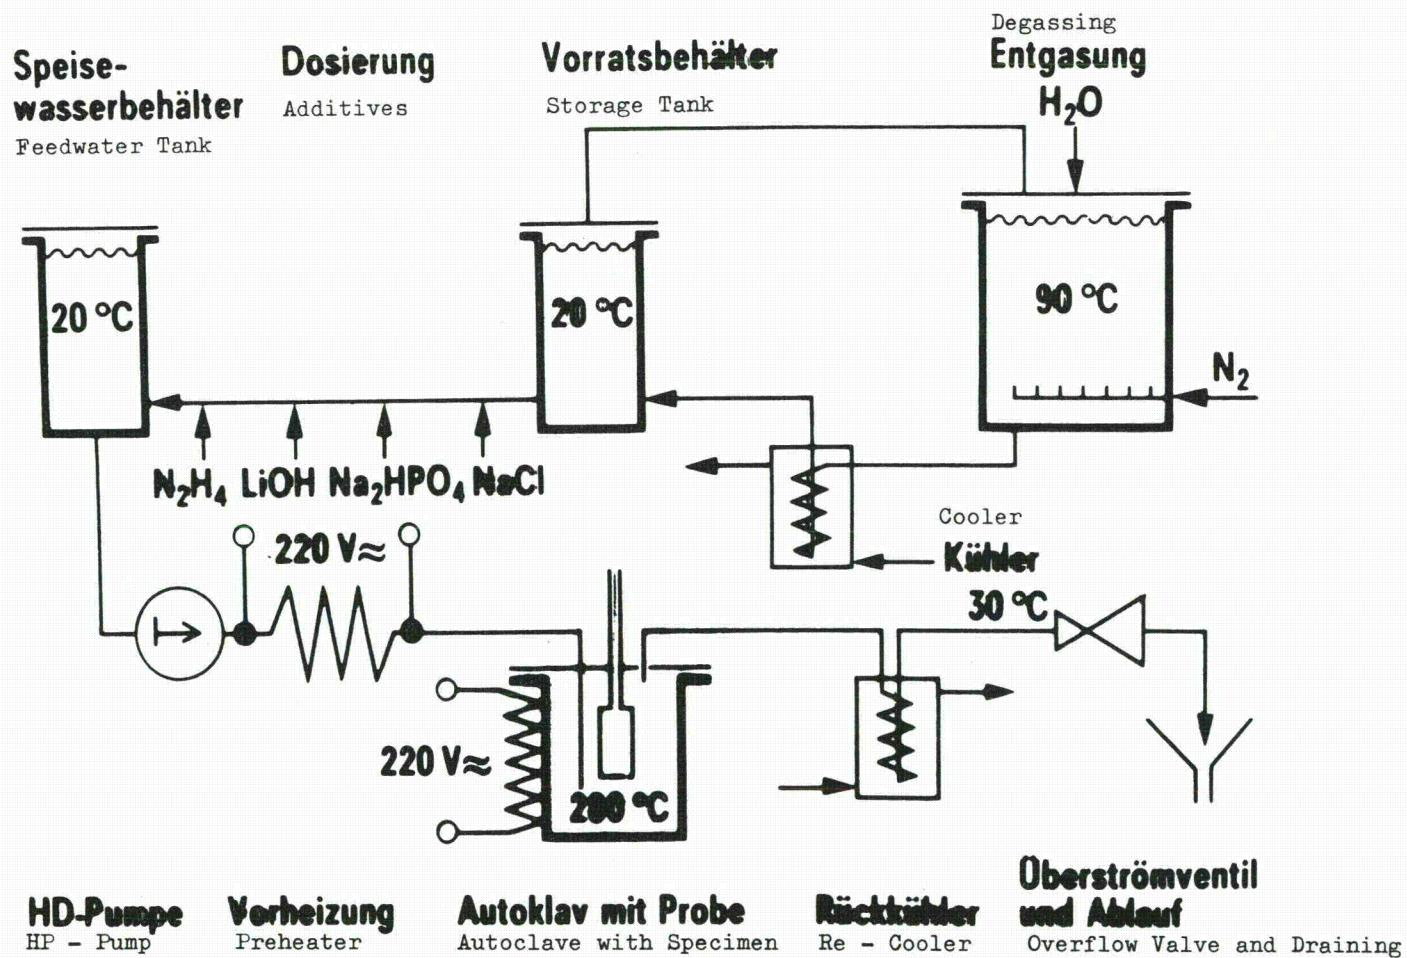 Degassing
Speise-
wasserbehälter
Feedwater Tank
Dosierung
Additives
Vorratsbehälter
Storage Tank
Entgasung
H₂O
20 °C
20 °C
90 °C
N₂
N₂H₄ LiOH Na₂HPO₄ NaCl
Cooler
Kühler
220 V≈
30 °C
220 V≈
HD-Pumpe
HP - Pump
Vorheizung
Preheater
Autoklav mit Probe
Autoclave with Specimen
Rückkühler
Re - Cooler
Überströmventil
und Ablauf
Overflow Valve and Draining